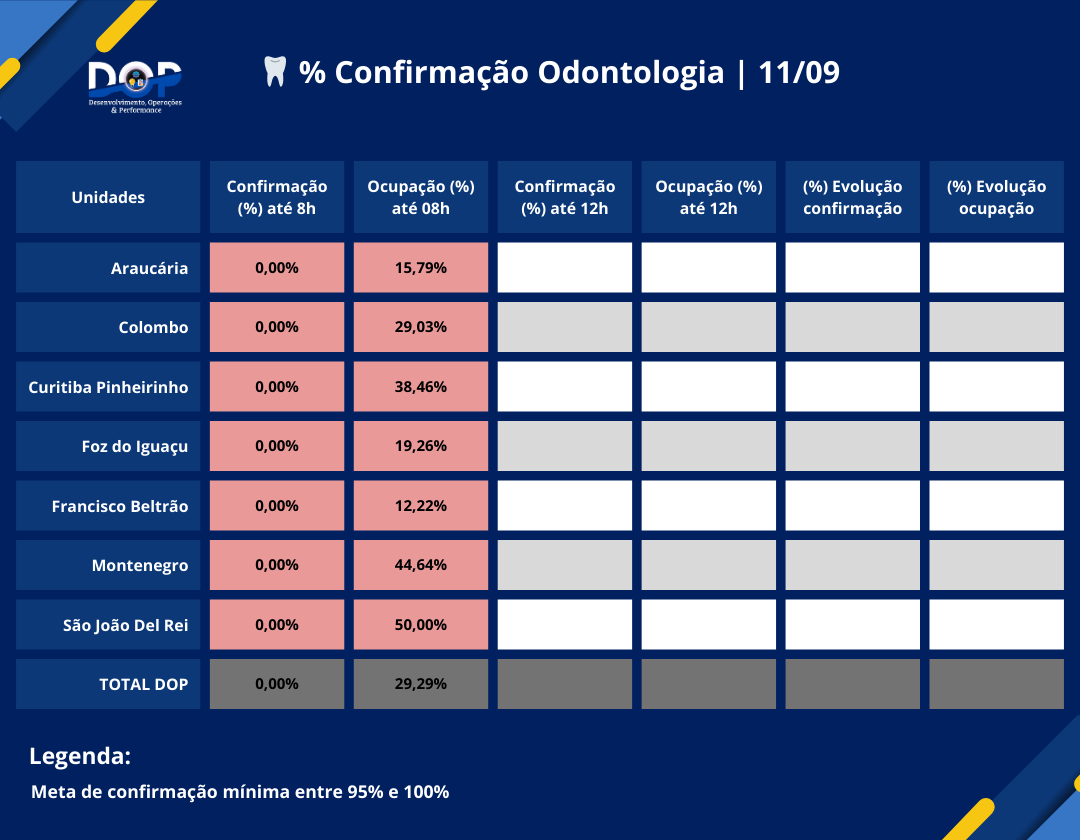 DOP
Desenvolvimento, Operações
& Performance
% Confirmação Odontologia | 11/09
Unidades
Confirmação
(%) até 8h
Ocupação (%)
até 08h
Confirmação
(%) até 12h
Ocupação (%)
até 12h
(%) Evolução
confirmação
(%) Evolução
ocupação
Araucária 0,00% 15,79%
Colombo 0,00% 29,03%
Curitiba Pinheirinho 0,00% 38,46%
Foz do Iguaçu 0,00% 19,26%
Francisco Beltrão 0,00% 12,22%
Montenegro 0,00% 44,64%
São João Del Rei 0,00% 50,00%
TOTAL DOP 0,00% 29,29%
Legenda:
Meta de confirmação mínima entre 95% e 100%